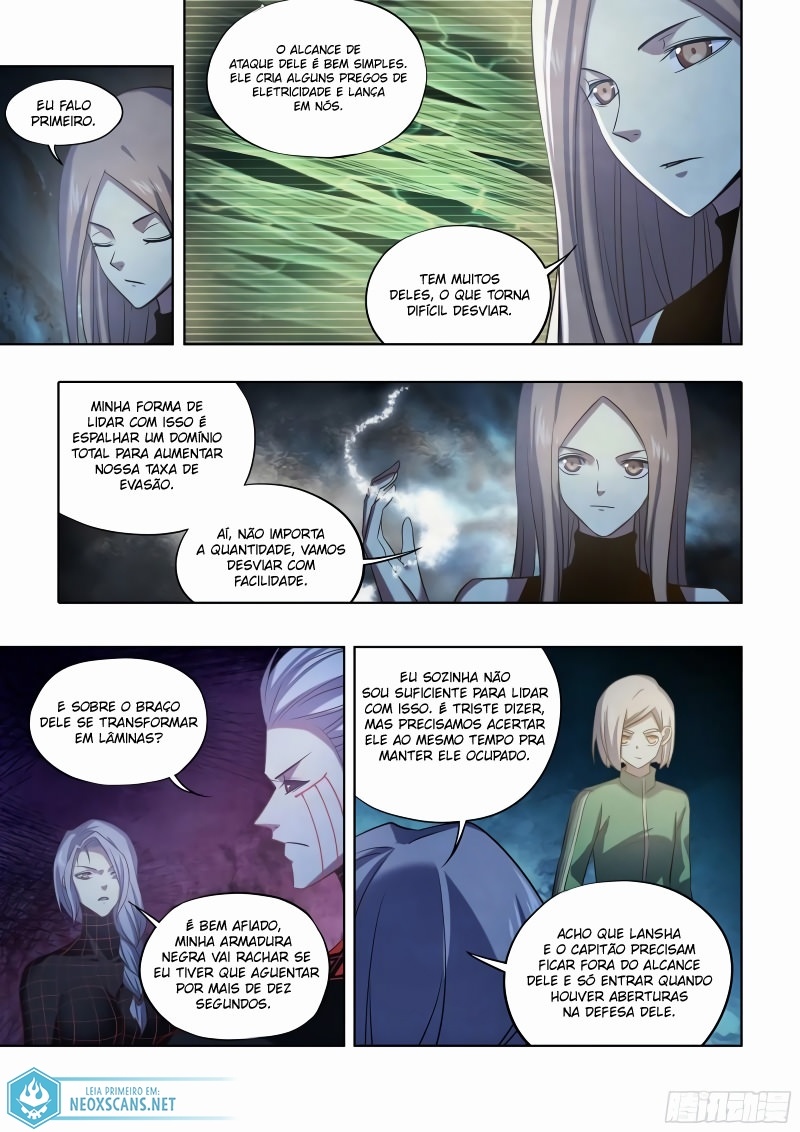 EU FALO
PRIMEIRO.
O ALCANCE DE
ATAQUE DELE É BEM SIMPLES.
ELE CRIA ALGUNS PREGOS DE
ELETRICIDADE E LANÇA
EM NÓS.
TEM MUITOS
DELES, O QUE TORNA
DIFÍCIL DESVIAR.
MINHA FORMA DE
LIDAR COM ISSO É
ESPALHAR UM DOMÍNIO
TOTAL PARA AUMENTAR
NOSSA TAXA DE
EVASÃO.
AÍ, NÃO IMPORTA
A QUANTIDADE, VAMOS
DESVIAR COM
FACILIDADE.
E SOBRE O BRAÇO
DELE SE TRANSFORMAR
EM LÂMINAS?
É BEM AFIADO,
MINHA ARMADURA
NEGRA VAI RACHAR SE
EU TIVER QUE AGUENTAR
POR MAIS DE DEZ
SEGUNDOS.
EU SOZINHA NÃO
SOU SUFICIENTE PARA LIDAR
COM ISSO. É TRISTE DIZER,
MAS PRECISAMOS ACERTAR
ELE AO MESMO TEMPO PRA
MANTER ELE OCUPADO.
ACHO QUE LANSHA
E O CAPITÃO PRECISAM
FICAR FORA DO ALCANCE
DELE E SÓ ENTRAR QUANDO
HOUVER ABERTURAS
NA DEFESA DELE.
LEIA PRIMEIRO EM:
NEOXSCANS.NET
腾讯动漫